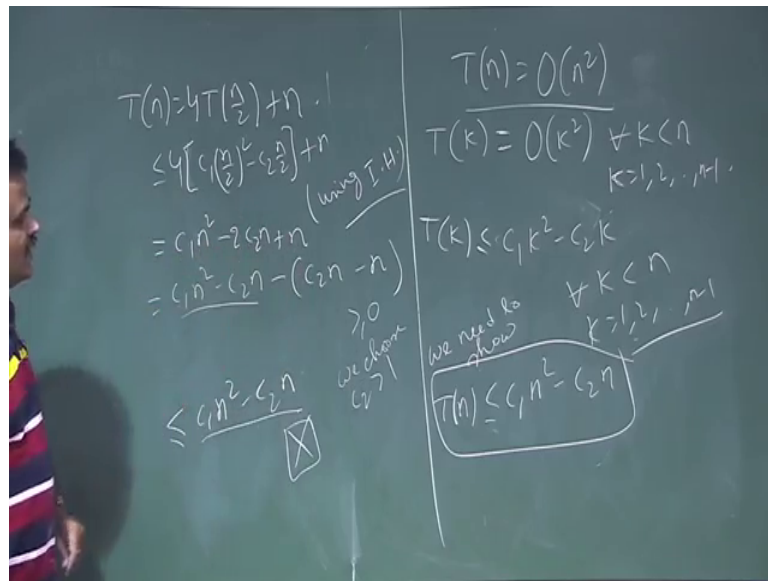 T(n)=4T(n/2)+n.
≤4[c₁(n/2)²-c₂n/2]+n
(using I.H.)
=c₁n²-2c₂n+n
=c₁n²-c₂n-(c₂n-n)
≥0
we choose
c₂>1
≤c₁n²-c₂n
X
T(n)=O(n²)
T(k)=O(k²) ∀k<n
k=1,2,..,n-1.
T(k)≤c₁k²-c₂k
∀k<n
k=1,2,..,n-1
we need to
show
T(n)≤c₁n²-c₂n